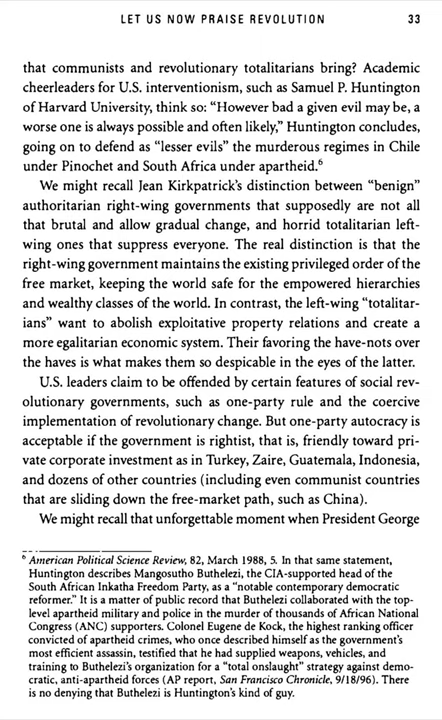 LET US NOW PRAISE REVOLUTION 33
that communists and revolutionary totalitarians bring? Academic
cheerleaders for U.S. interventionism, such as Samuel P. Huntington
of Harvard University, think so: “However bad a given evil may be, a
worse one is always possible and often likely,” Huntington concludes,
going on to defend as “lesser evils” the murderous regimes in Chile
under Pinochet and South Africa under apartheid.⁶
We might recall Jean Kirkpatrick’s distinction between “benign”
authoritarian right-wing governments that supposedly are not all
that brutal and allow gradual change, and horrid totalitarian left-
wing ones that suppress everyone. The real distinction is that the
right-wing government maintains the existing privileged order of the
free market, keeping the world safe for the empowered hierarchies
and wealthy classes of the world. In contrast, the left-wing “totalitar-
ians” want to abolish exploitative property relations and create a
more egalitarian economic system. Their favoring the have-nots over
the haves is what makes them so despicable in the eyes of the latter.
U.S. leaders claim to be offended by certain features of social rev-
olutionary governments, such as one-party rule and the coercive
implementation of revolutionary change. But one-party autocracy is
acceptable if the government is rightist, that is, friendly toward pri-
vate corporate investment as in Turkey, Zaire, Guatemala, Indonesia,
and dozens of other countries (including even communist countries
that are sliding down the free-market path, such as China).
We might recall that unforgettable moment when President George
⁶ American Political Science Review, 82, March 1988, 5. In that same statement,
Huntington describes Mangosutho Buthelezi, the CIA-supported head of the
South African Inkatha Freedom Party, as a “notable contemporary democratic
reformer.” It is a matter of public record that Buthelezi collaborated with the top-
level apartheid military and police in the murder of thousands of African National
Congress (ANC) supporters. Colonel Eugene de Kock, the highest ranking officer
convicted of apartheid crimes, who once described himself as the government’s
most efficient assassin, testified that he had supplied weapons, vehicles, and
training to Buthelezi’s organization for a “total onslaught” strategy against demo-
cratic, anti-apartheid forces (AP report, San Francisco Chronicle, 9/18/96). There
is no denying that Buthelezi is Huntington’s kind of guy.